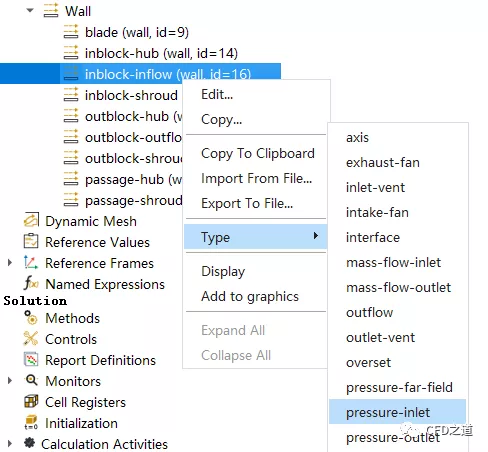 Wall
blade (wall, id=9)
inblock-hub (wall, id=14)
inblock-inflow (wall, id=16)
inblock-shroud
outblock-hub (w
outblock-outflo
outblock-shroud
passage-hub (w
passage-shroud
Dynamic Mesh
Reference Values
Reference Frames
Named Expressions
Solution
Methods
Controls
Report Definitions
Monitors
Cell Registers
Initialization
Calculation Activities
Edit...
Copy...
Copy To Clipboard
Import From File...
Export To File...
Type
Display
Add to graphics
Expand All
Collapse All
axis
exhaust-fan
inlet-vent
intake-fan
interface
mass-flow-inlet
mass-flow-outlet
outflow
outlet-vent
overset
pressure-far-field
pressure-inlet
pressure-outlet
CFD之道